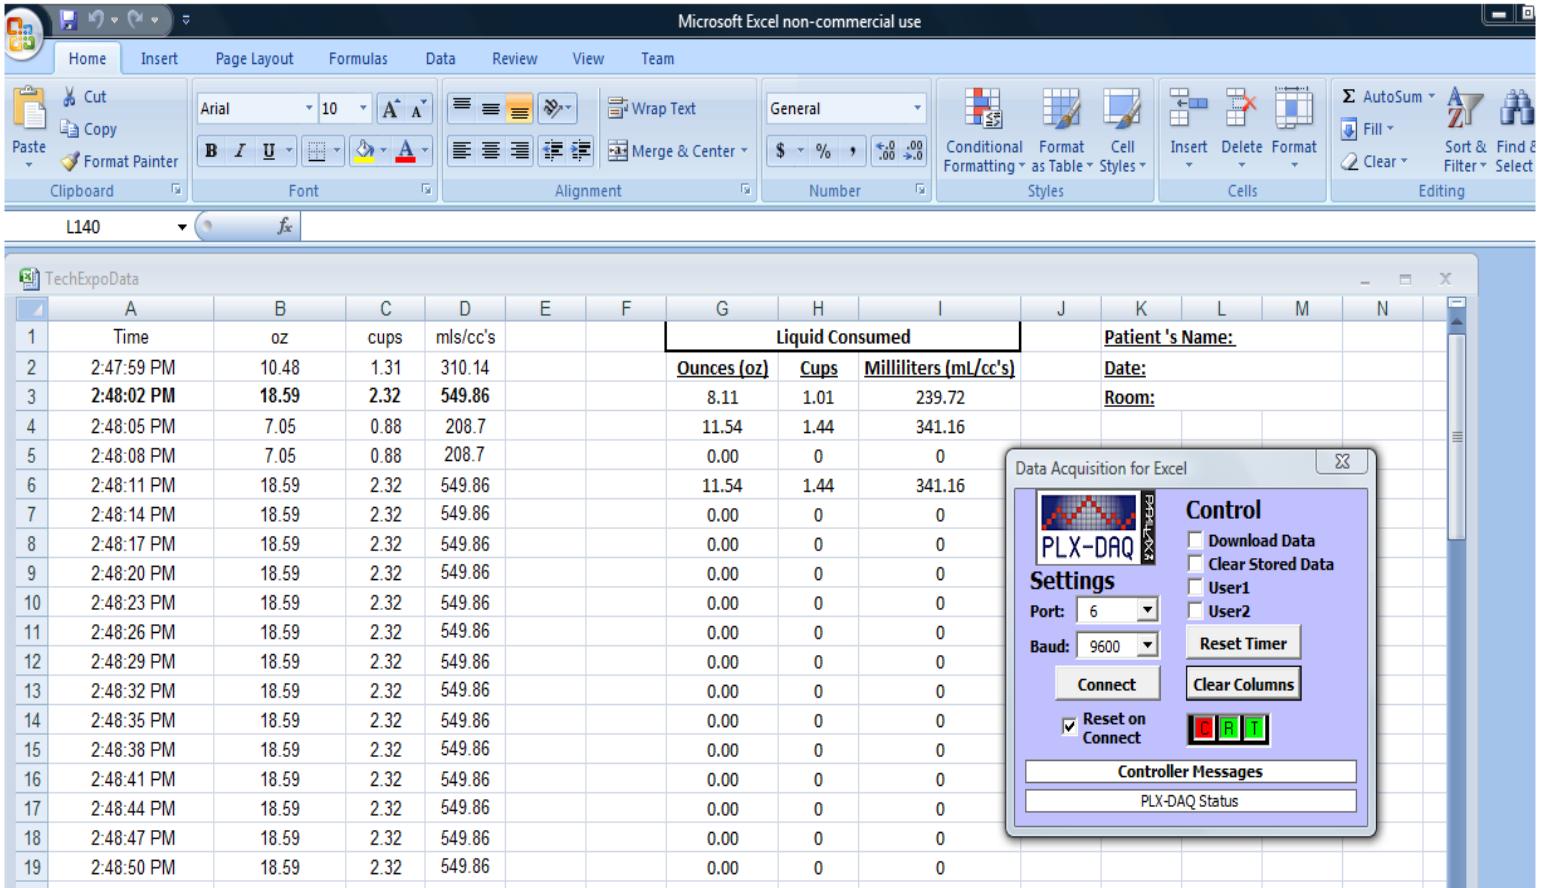 Microsoft Excel non-commercial use
Home Insert Page Layout Formulas Data Review View Team
Paste
Cut
Copy
Format Painter
Clipboard
Arial 10 A A
B I U A
Font
Wrap Text
Merge & Center
Alignment
General
$ % , .0 .00 .00 .0
Number
Conditional Formatting
Format as Table
Cell Styles
Styles
Insert Delete Format
Cells
Σ AutoSum
Fill
Clear
Sort & Filter
Find & Select
Editing
L140 fx
TechExpoData
A B C D E F G H I J K L M N
1 Time oz cups mls/cc's Liquid Consumed Patient 's Name:
2 2:47:59 PM 10.48 1.31 310.14 Ounces (oz) Cups Milliliters (mL/cc's) Date:
3 2:48:02 PM 18.59 2.32 549.86 8.11 1.01 239.72 Room:
4 2:48:05 PM 7.05 0.88 208.7 11.54 1.44 341.16
5 2:48:08 PM 7.05 0.88 208.7 0.00 0 0
6 2:48:11 PM 18.59 2.32 549.86 11.54 1.44 341.16
7 2:48:14 PM 18.59 2.32 549.86 0.00 0 0
8 2:48:17 PM 18.59 2.32 549.86 0.00 0 0
9 2:48:20 PM 18.59 2.32 549.86 0.00 0 0
10 2:48:23 PM 18.59 2.32 549.86 0.00 0 0
11 2:48:26 PM 18.59 2.32 549.86 0.00 0 0
12 2:48:29 PM 18.59 2.32 549.86 0.00 0 0
13 2:48:32 PM 18.59 2.32 549.86 0.00 0 0
14 2:48:35 PM 18.59 2.32 549.86 0.00 0 0
15 2:48:38 PM 18.59 2.32 549.86 0.00 0 0
16 2:48:41 PM 18.59 2.32 549.86 0.00 0 0
17 2:48:44 PM 18.59 2.32 549.86 0.00 0 0
18 2:48:47 PM 18.59 2.32 549.86 0.00 0 0
19 2:48:50 PM 18.59 2.32 549.86 0.00 0 0
Data Acquisition for Excel
PLX-DAQ
PARALLAX
Control
Download Data
Clear Stored Data
User1
User2
Settings
Port: 6
Baud: 9600
Reset Timer
Connect
Clear Columns
Reset on
Connect
C R T
Controller Messages
PLX-DAQ Status